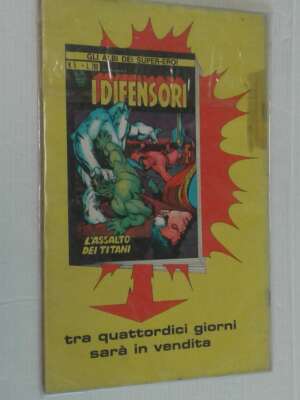 GLI ALBI DEI SUPER-EROI
I DIFENSORI
L'ASSALTO
DEI TITANI
tra quattordici giorni
sarà in vendita